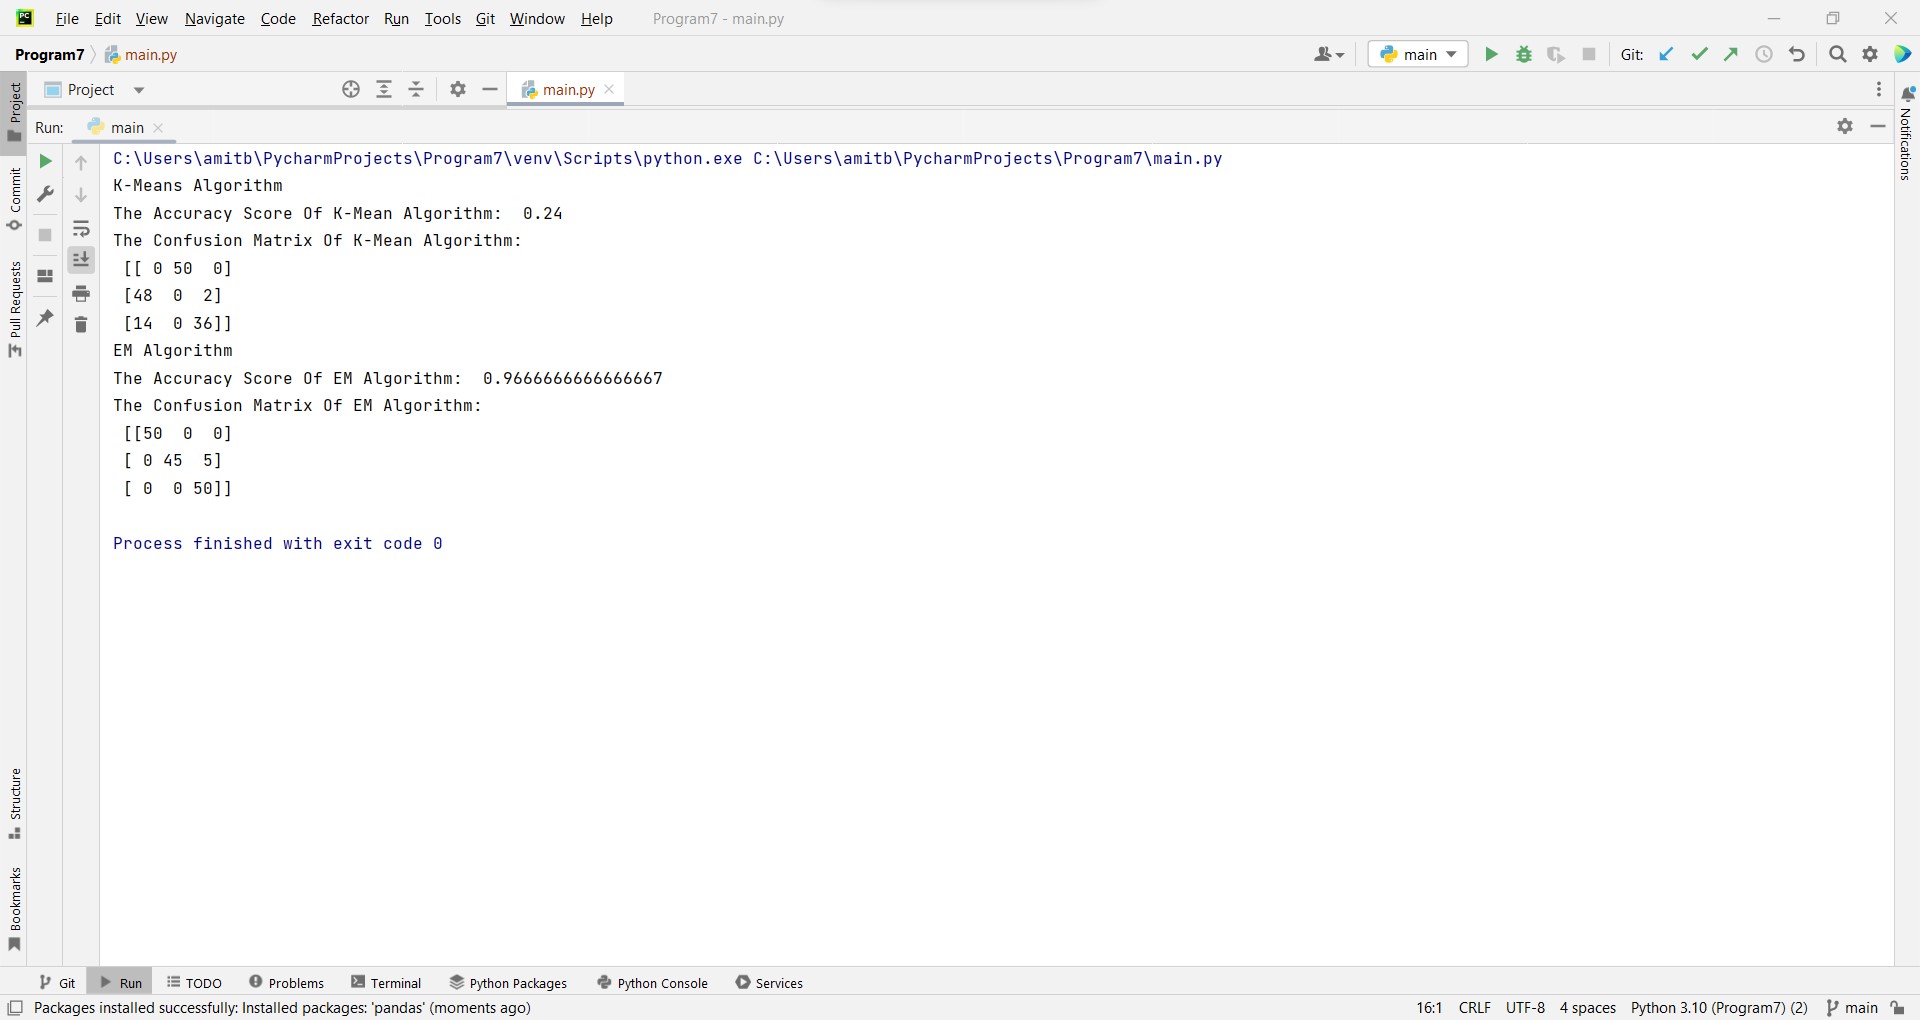 PC File Edit View Navigate Code Refactor Run Tools Git Window Help Program7 - main.py
Program7 main.py main Git:
Project main.py
Run: main
C:\Users\amitb\PycharmProjects\Program7\venv\Scripts\python.exe C:\Users\amitb\PycharmProjects\Program7\main.py
K-Means Algorithm
The Accuracy Score Of K-Mean Algorithm:  0.24
The Confusion Matrix Of K-Mean Algorithm:
 [[ 0 50  0]
 [48  0  2]
 [14  0 36]]
EM Algorithm
The Accuracy Score Of EM Algorithm:  0.9666666666666667
The Confusion Matrix Of EM Algorithm:
 [[50  0  0]
 [ 0 45  5]
 [ 0  0 50]]
Process finished with exit code 0
Project
Commit
Pull Requests
Structure
Bookmarks
Notifications
Git Run TODO Problems Terminal Python Packages Python Console Services
Packages installed successfully: Installed packages: 'pandas' (moments ago) 16:1 CRLF UTF-8 4 spaces Python 3.10 (Program7) (2) main